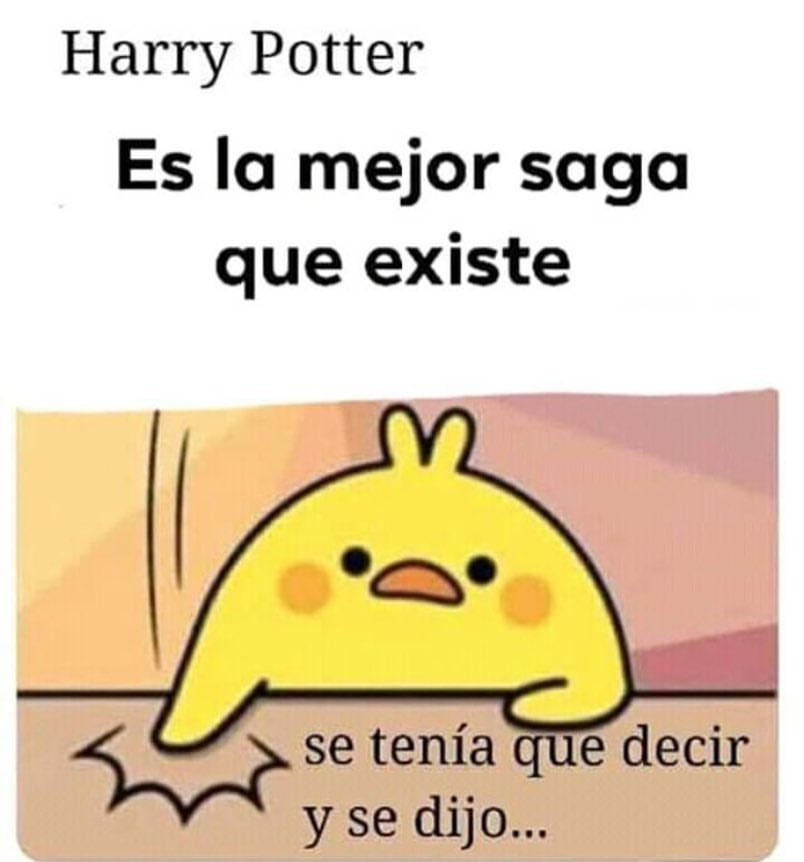 Harry Potter
Es la mejor saga
que existe
se tenía que decir
y se dijo...